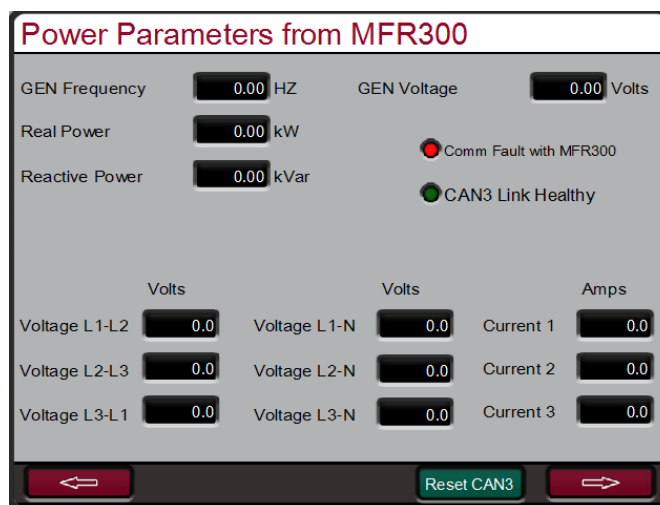 Power Parameters from MFR300
GEN Frequency 0.00 HZ GEN Voltage 0.00 Volts
Real Power 0.00 kW
Comm Fault with MFR300
Reactive Power 0.00 kVar
CAN3 Link Healthy
Volts Volts Amps
Voltage L1-L2 0.0 Voltage L1-N 0.0 Current 1 0.0
Voltage L2-L3 0.0 Voltage L2-N 0.0 Current 2 0.0
Voltage L3-L1 0.0 Voltage L3-N 0.0 Current 3 0.0
Reset CAN3